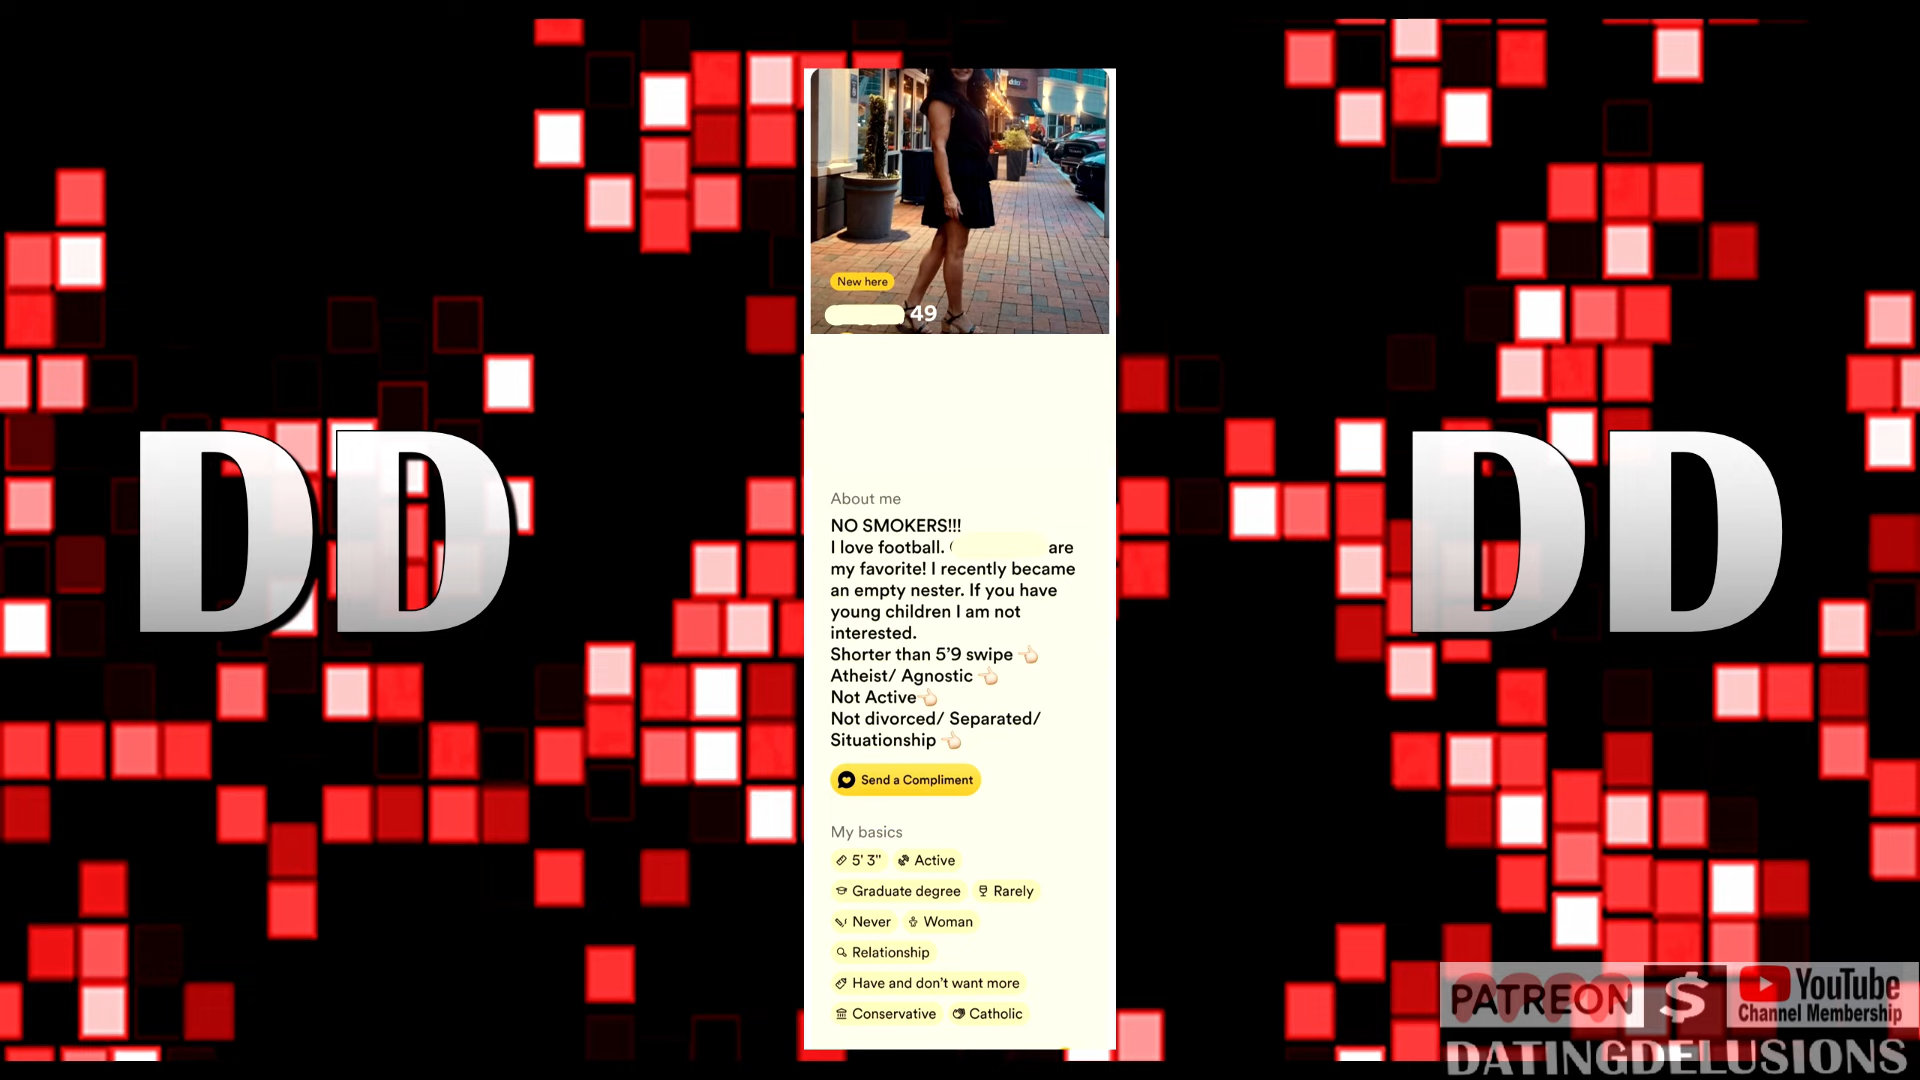 New here
49
About me
NO SMOKERS!!!
I love football. ( are
my favorite! I recently became
an empty nester. If you have
young children I am not
interested.
Shorter than 5'9 swipe 👈🏻
Atheist/ Agnostic 👈🏻
Not Active👈🏻
Not divorced/ Separated/
Situationship 👈🏻
Send a Compliment
My basics
5' 3"
Active
Graduate degree
Rarely
Never
Woman
Relationship
Have and don't want more
Conservative
Catholic
DD
DD
PATREON $ YouTube
Channel Membership
DATINGDELUSIONS